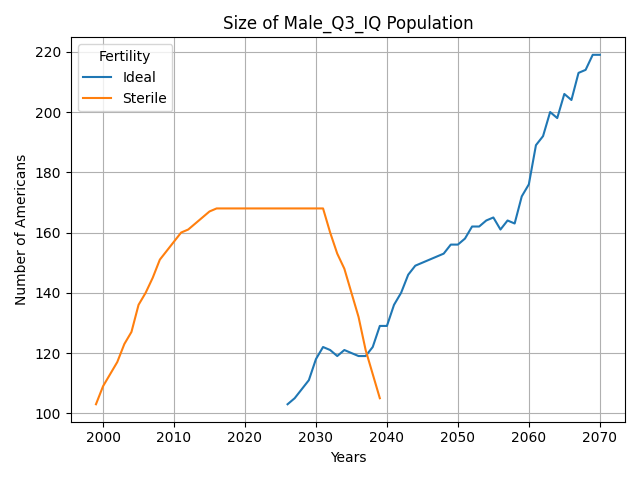 Size of Male_Q3_IQ Population
Fertility
Ideal
Sterile
Number of Americans
220
200
180
160
140
120
100
2000 2010 2020 2030 2040 2050 2060 2070
Years